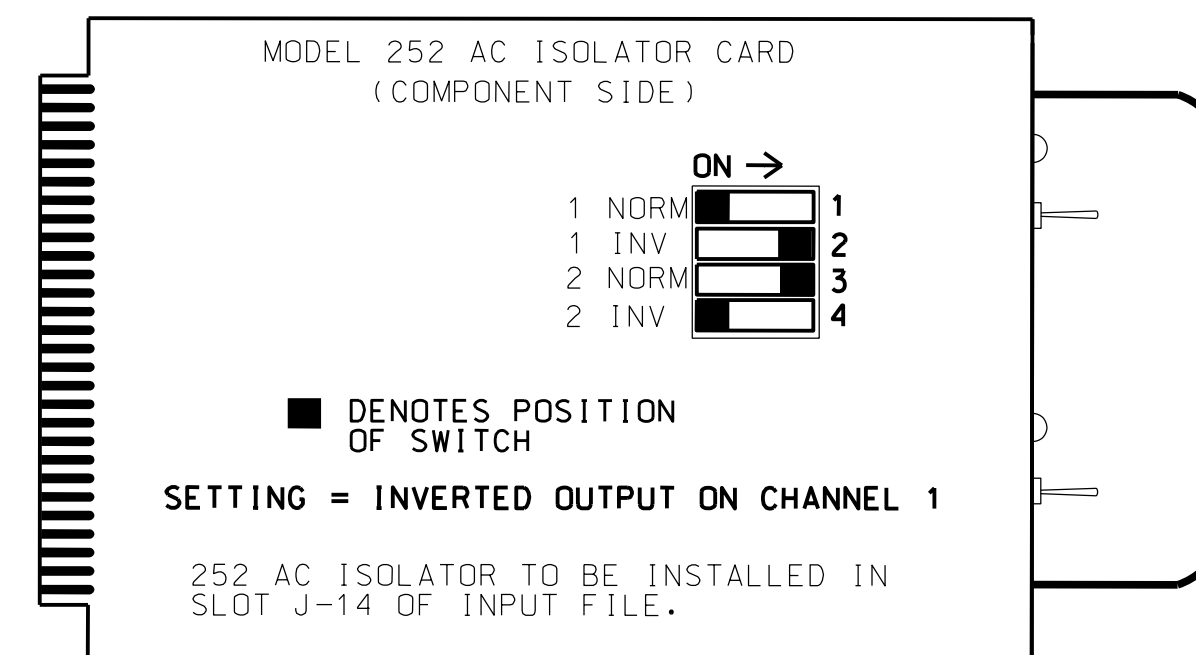 MODEL 252 AC ISOLATOR CARD
(COMPONENT SIDE)
ON →
1 NORM 1
1 INV 2
2 NORM 3
2 INV 4
DENOTES POSITION
OF SWITCH
SETTING = INVERTED OUTPUT ON CHANNEL 1
252 AC ISOLATOR TO BE INSTALLED IN
SLOT J-14 OF INPUT FILE.